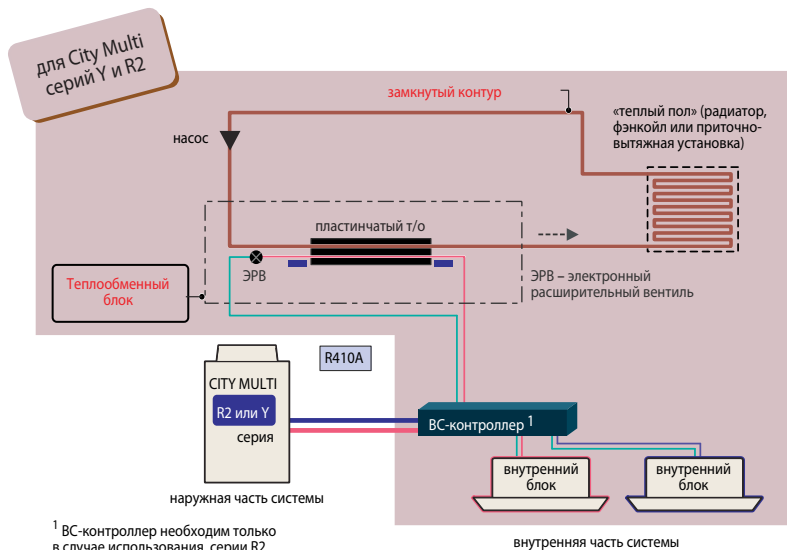 для City Multi
серий Y и R2
замкнутый контур
«теплый пол» (радиатор,
фэнкойл или приточно-
вытяжная установка)
насос
пластинчатый т/о
ЭРВ
ЭРВ – электронный
расширительный вентиль
Теплообменный
блок
R410A
CITY MULTI
R2 или Y
серия
BC-контроллер 1
внутренний
блок
внутренний
блок
наружная часть системы
1 BC-контроллер необходим только
в случае использования серии R2
внутренняя часть системы